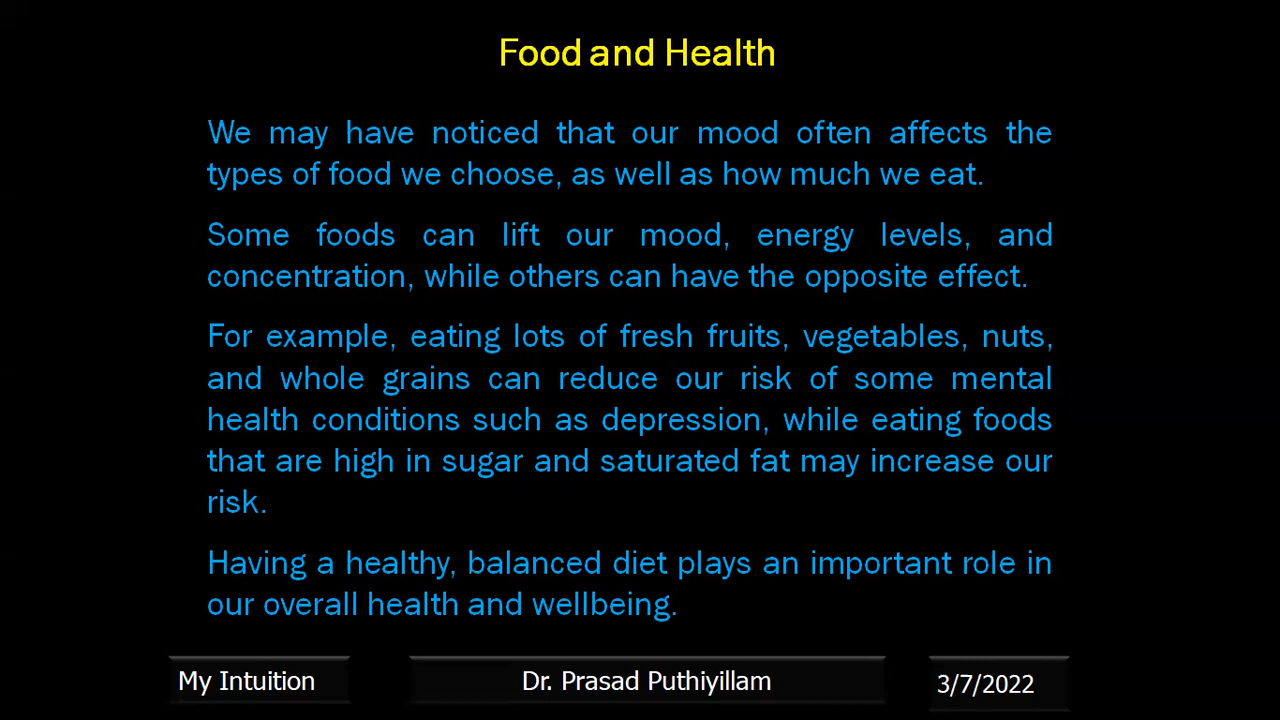 Food and Health
We may have noticed that our mood often affects the
types of food we choose, as well as how much we eat.
Some foods can lift our mood, energy levels, and
concentration, while others can have the opposite effect.
For example, eating lots of fresh fruits, vegetables, nuts,
and whole grains can reduce our risk of some mental
health conditions such as depression, while eating foods
that are high in sugar and saturated fat may increase our
risk.
Having a healthy, balanced diet plays an important role in
our overall health and wellbeing.
My Intuition
Dr. Prasad Puthiyillam
3/7/2022